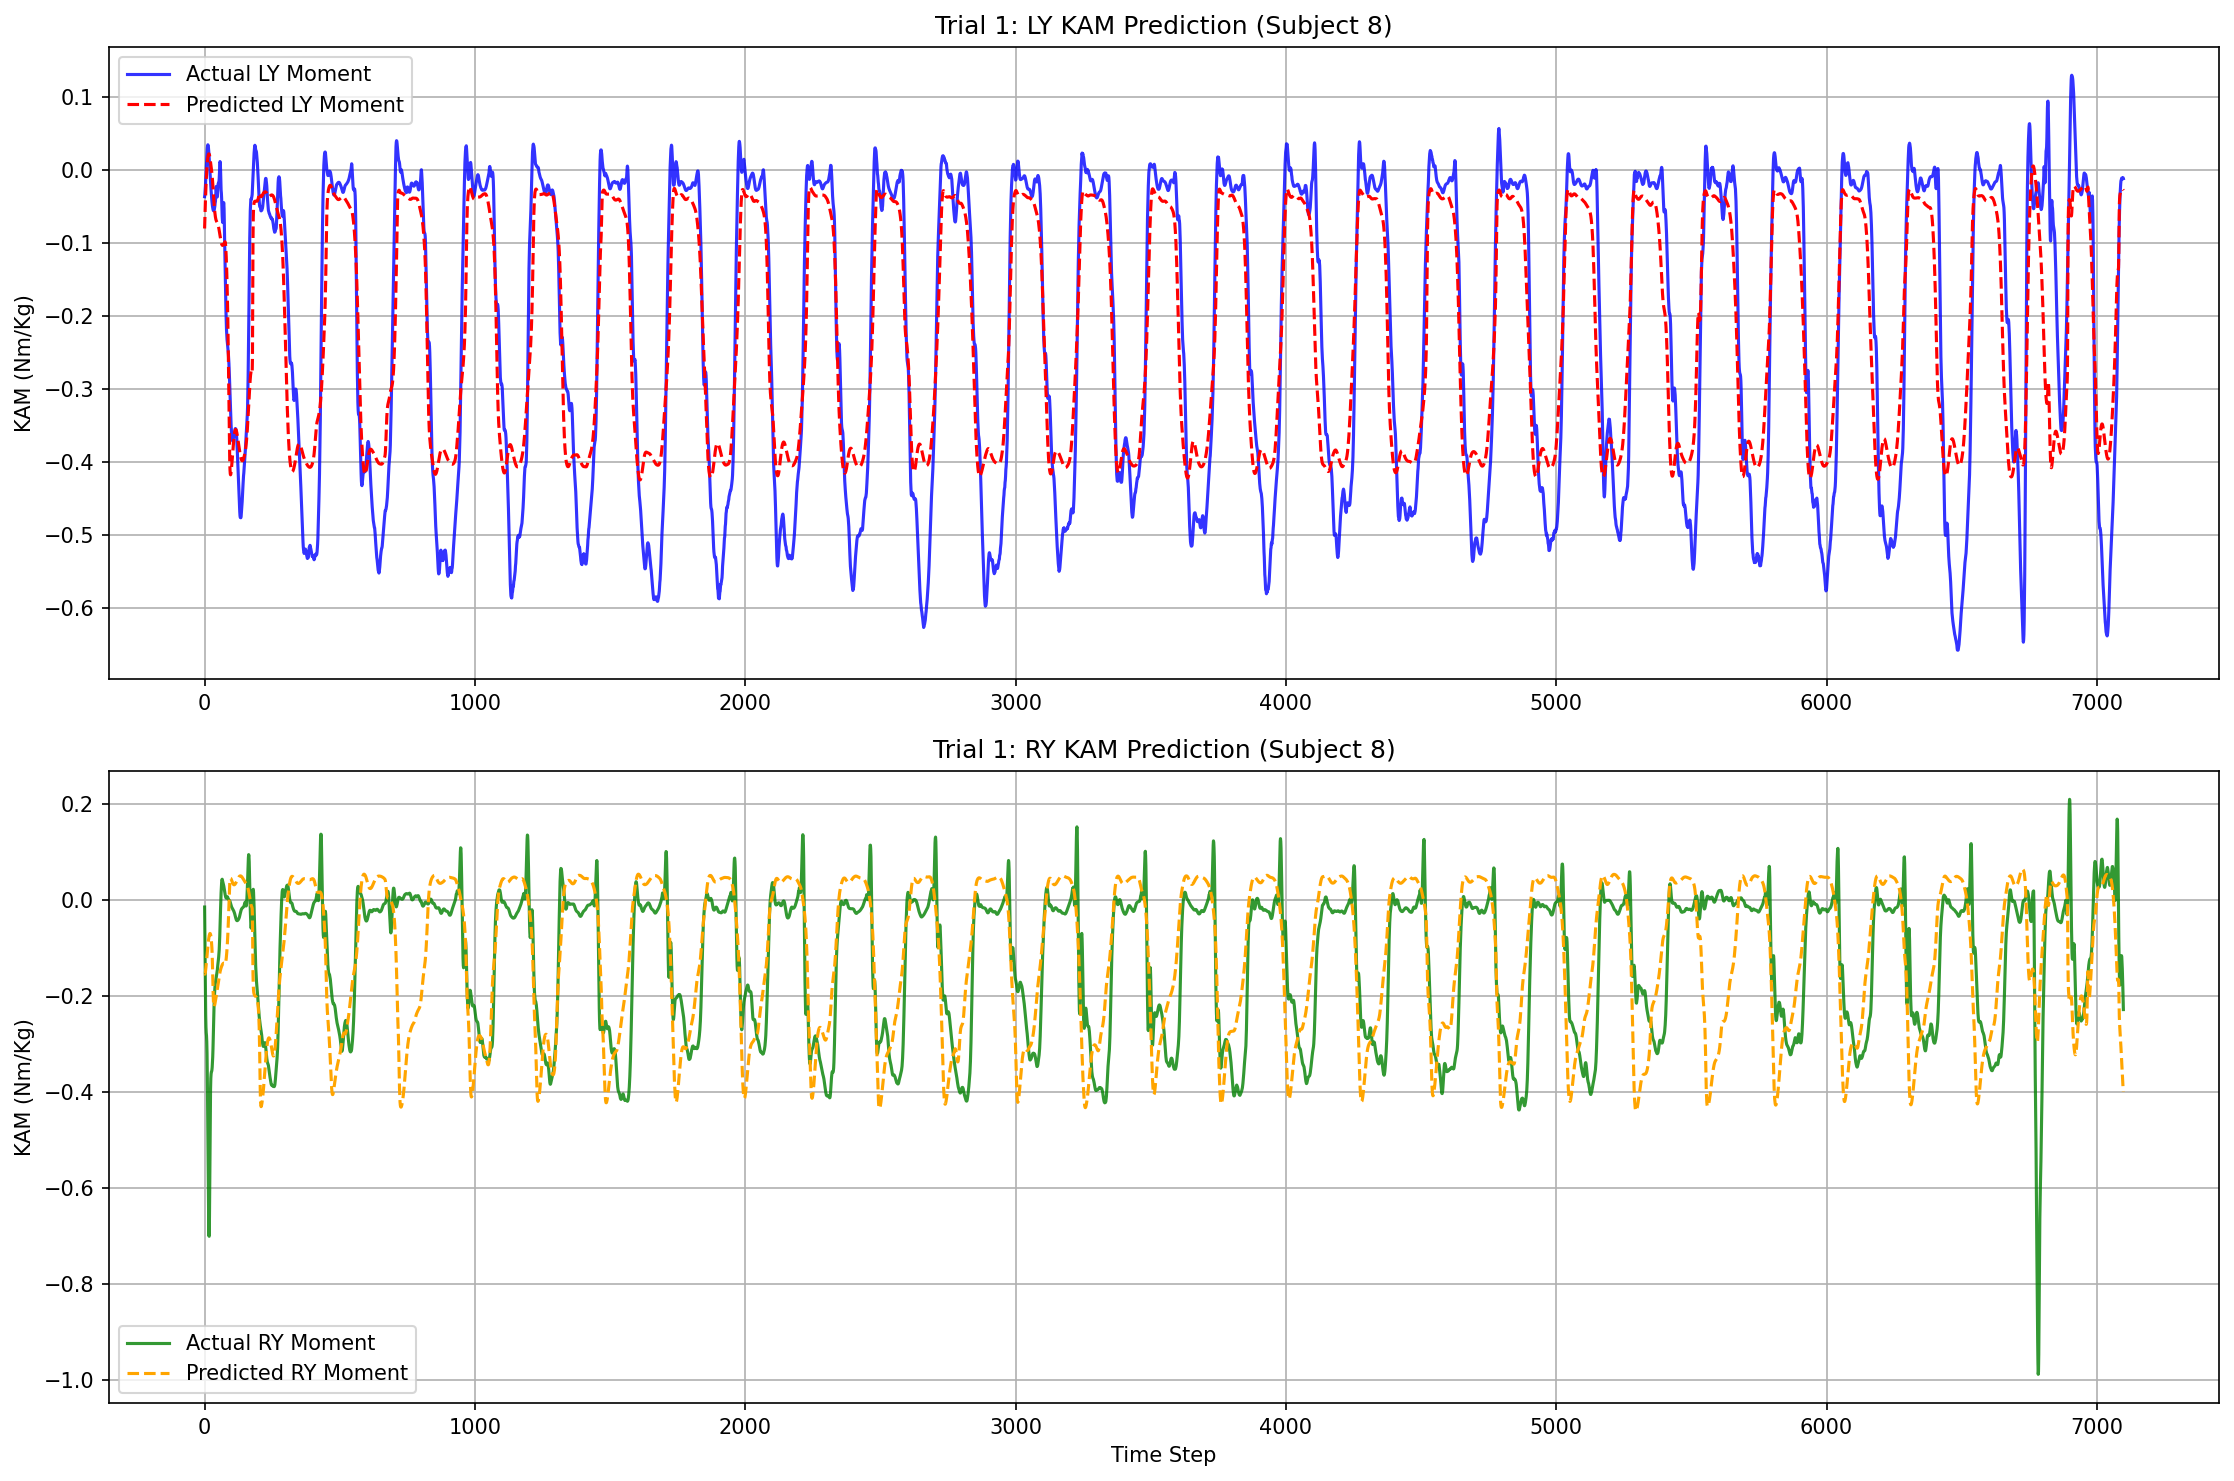 Trial 1: LY KAM Prediction (Subject 8)
Actual LY Moment
Predicted LY Moment
KAM (Nm/Kg)
0.1
0.0
−0.1
−0.2
−0.3
−0.4
−0.5
−0.6
0 1000 2000 3000 4000 5000 6000 7000
Trial 1: RY KAM Prediction (Subject 8)
KAM (Nm/Kg)
0.2
0.0
−0.2
−0.4
−0.6
−0.8
−1.0
Actual RY Moment
Predicted RY Moment
0 1000 2000 3000 4000 5000 6000 7000
Time Step